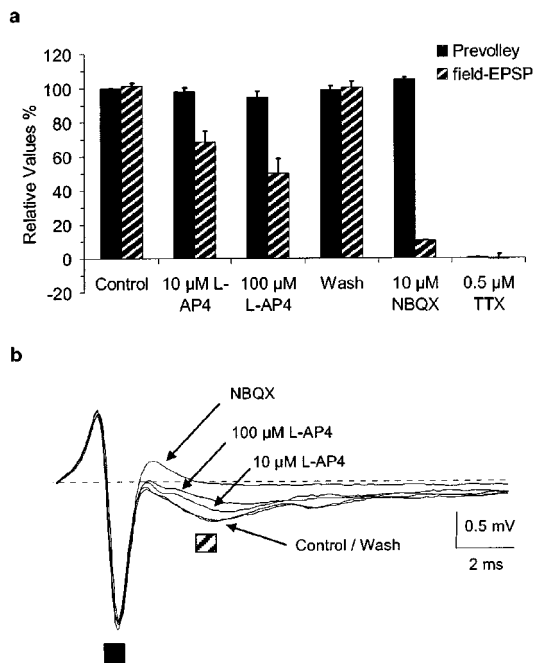 a
120
100
80
60
40
20
0
-20
Relative Values %
Prevolley
field-EPSP
Control
10 µM L-
AP4
100 µM
L-AP4
Wash
10 µM
NBQX
0.5 µM
TTX
b
NBQX
100 µM L-AP4
10 µM L-AP4
Control / Wash
0.5 mV
2 ms